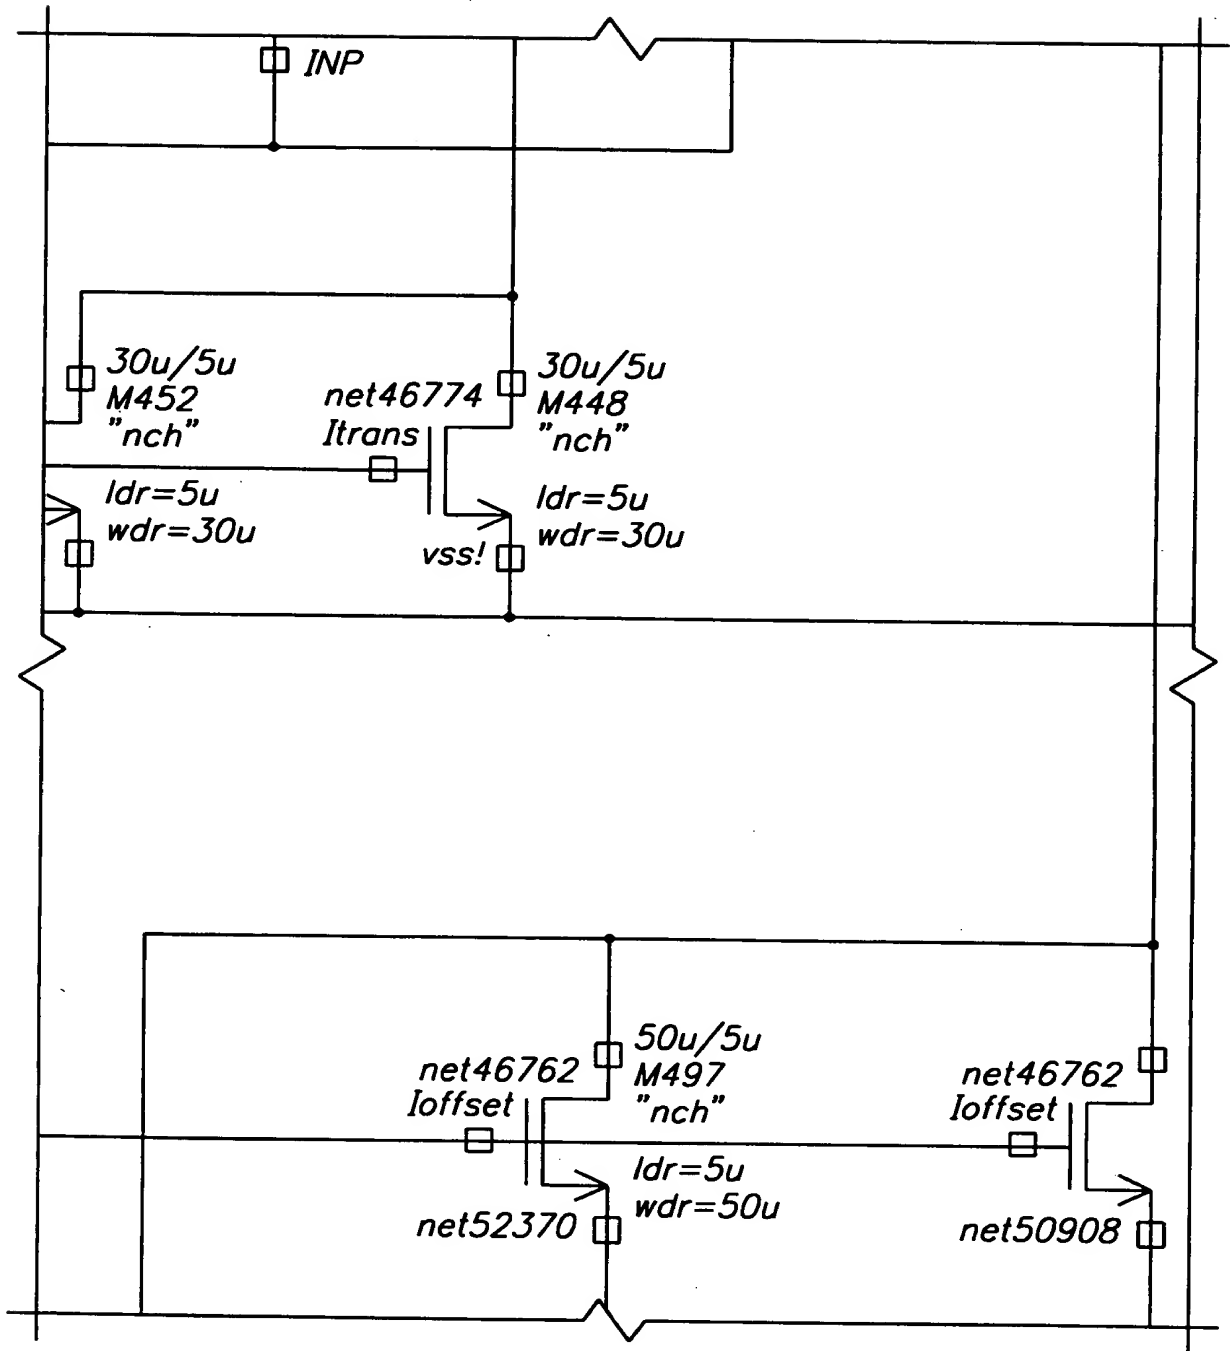 INP
30u/5u
M452
"nch"
ldr=5u
wdr=30u
net46774
Itrans
vss!
30u/5u
M448
"nch"
ldr=5u
wdr=30u
net46762
Ioffset
net52370
50u/5u
M497
"nch"
ldr=5u
wdr=50u
net46762
Ioffset
net50908